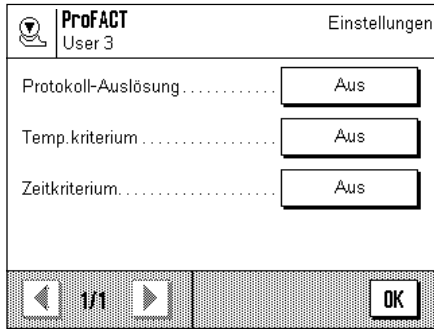 ProFACT Einstellungen
User 3
Protokoll-Auslösung............ Aus
Temp.kriterium.................. Aus
Zeitkriterium..................... Aus
1/1 OK